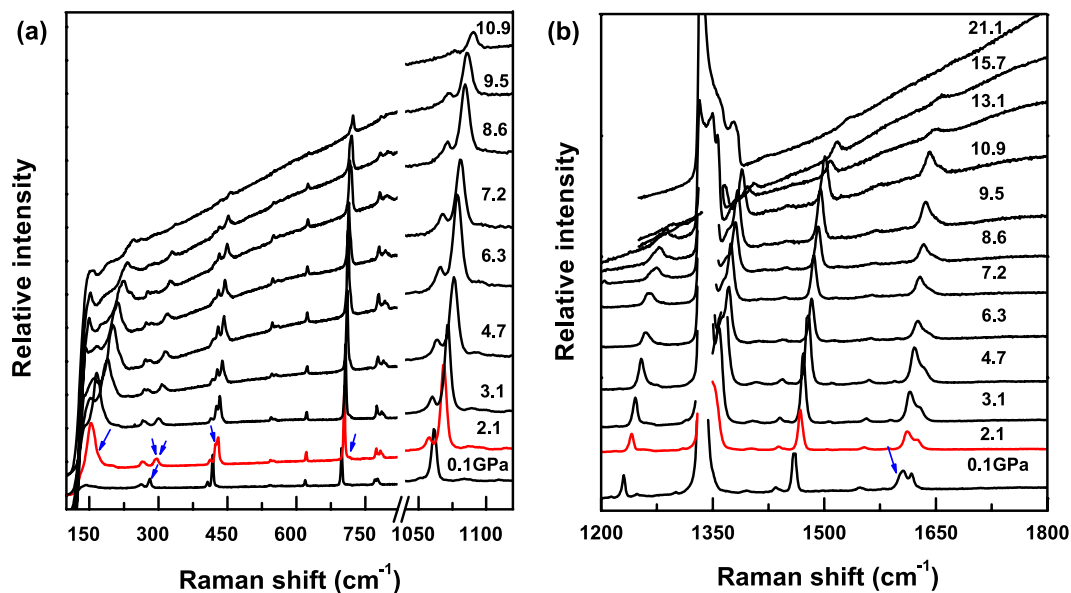 (a)
10.9
9.5
8.6
7.2
6.3
4.7
3.1
2.1
0.1GPa
Relative intensity
150 300 450 600 750 1050 1100
Raman shift (cm⁻¹)
(b)
21.1
15.7
13.1
10.9
9.5
8.6
7.2
6.3
4.7
3.1
2.1
0.1GPa
Relative intensity
1200 1350 1500 1650 1800
Raman shift (cm⁻¹)